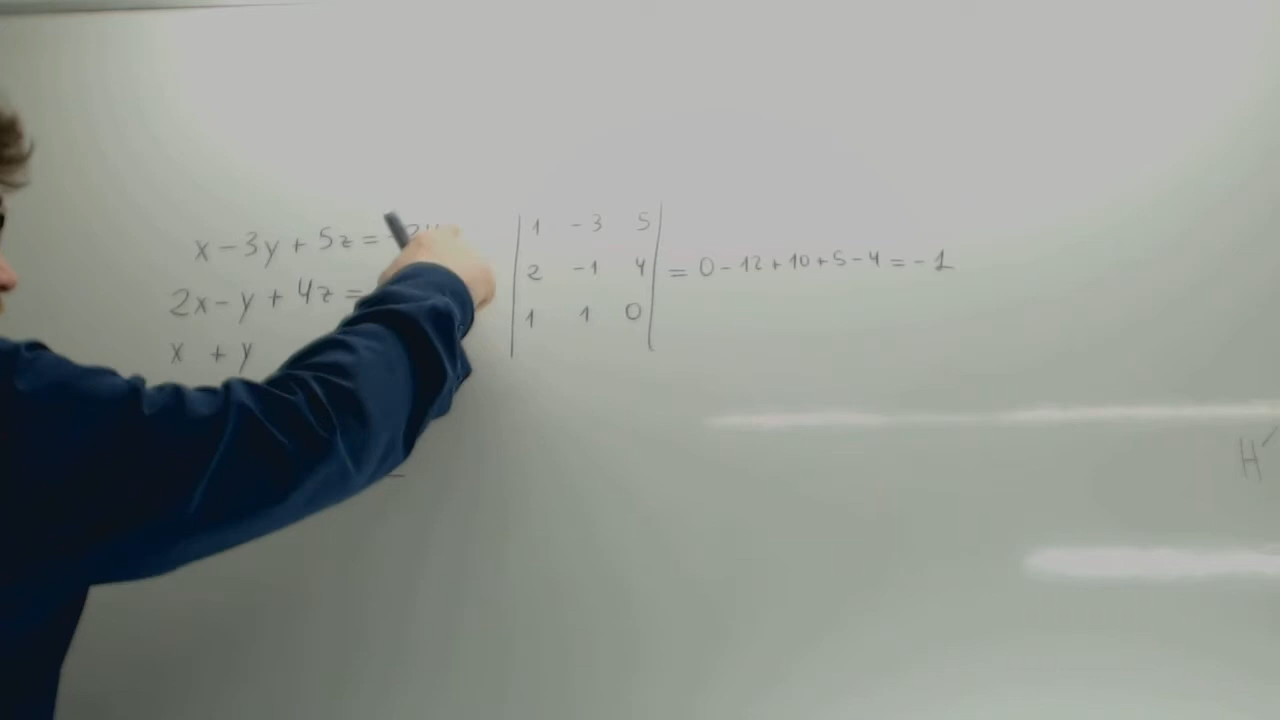 x - 3y + 5z =
2x - y + 4z =
x + y
| 1 -3 5 |
| 2 -1 4 | = 0 - 12 + 10 + 5 - 4 = -1
| 1 1 0 |
H